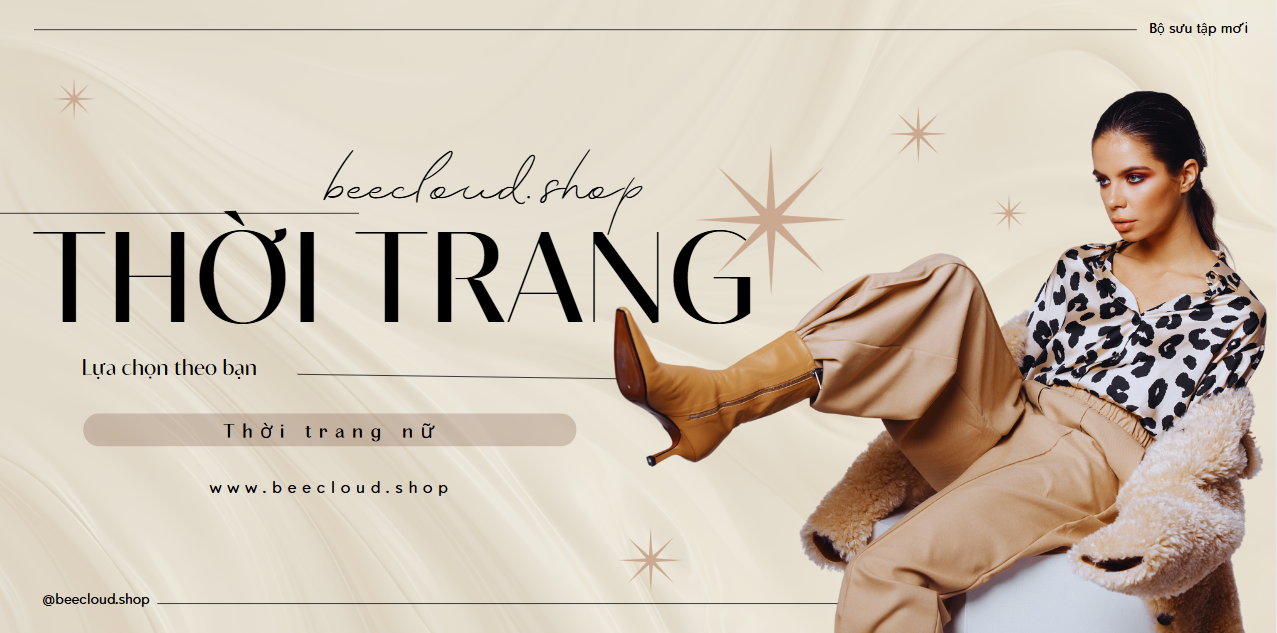 Bộ sưu tập mới
beecloud.shop
THỜI TRANG
Lựa chọn theo bạn
Thời trang nữ
www.beecloud.shop
@beecloud.shop